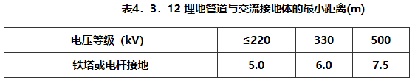 表4．3．12 埋地管道与交流接地体的最小距离(m)
电压等级（kV） ≤220 330 500
铁塔或电杆接地 5.0 6.0 7.5